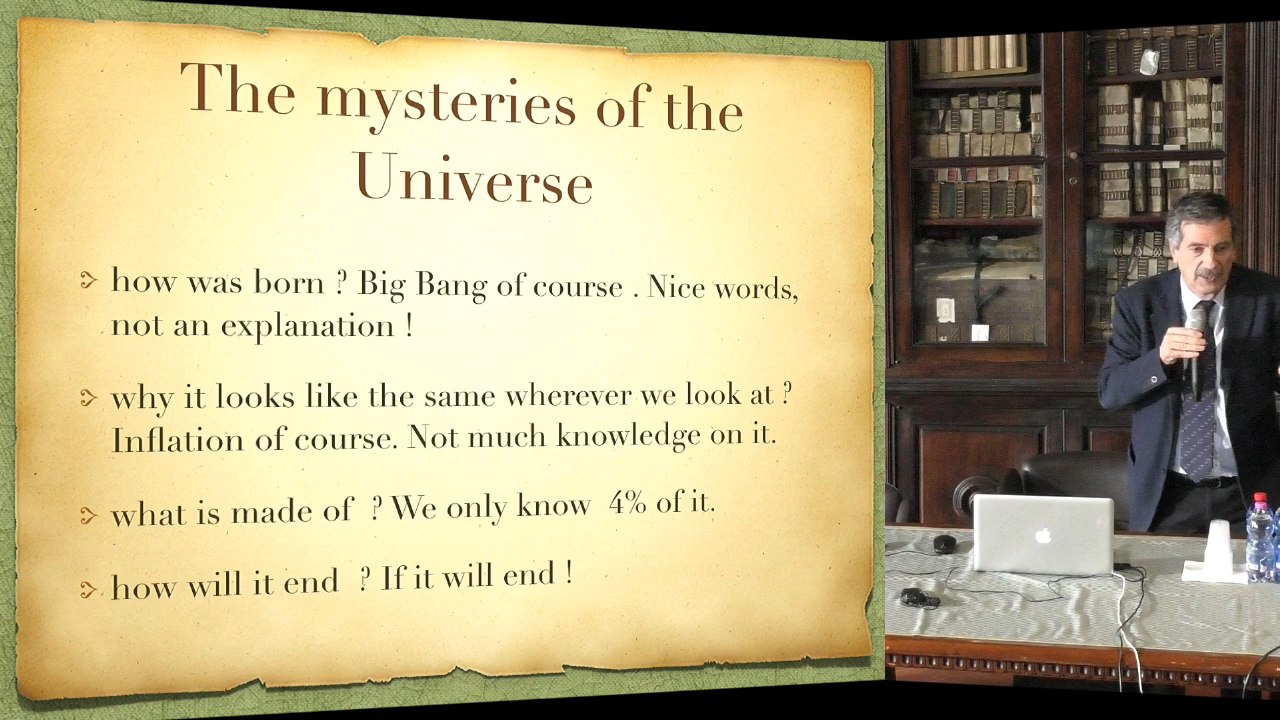 The mysteries of the
Universe
how was born ? Big Bang of course . Nice words,
not an explanation !
why it looks like the same wherever we look at ?
Inflation of course. Not much knowledge on it.
what is made of ? We only know 4% of it.
how will it end ? If it will end !